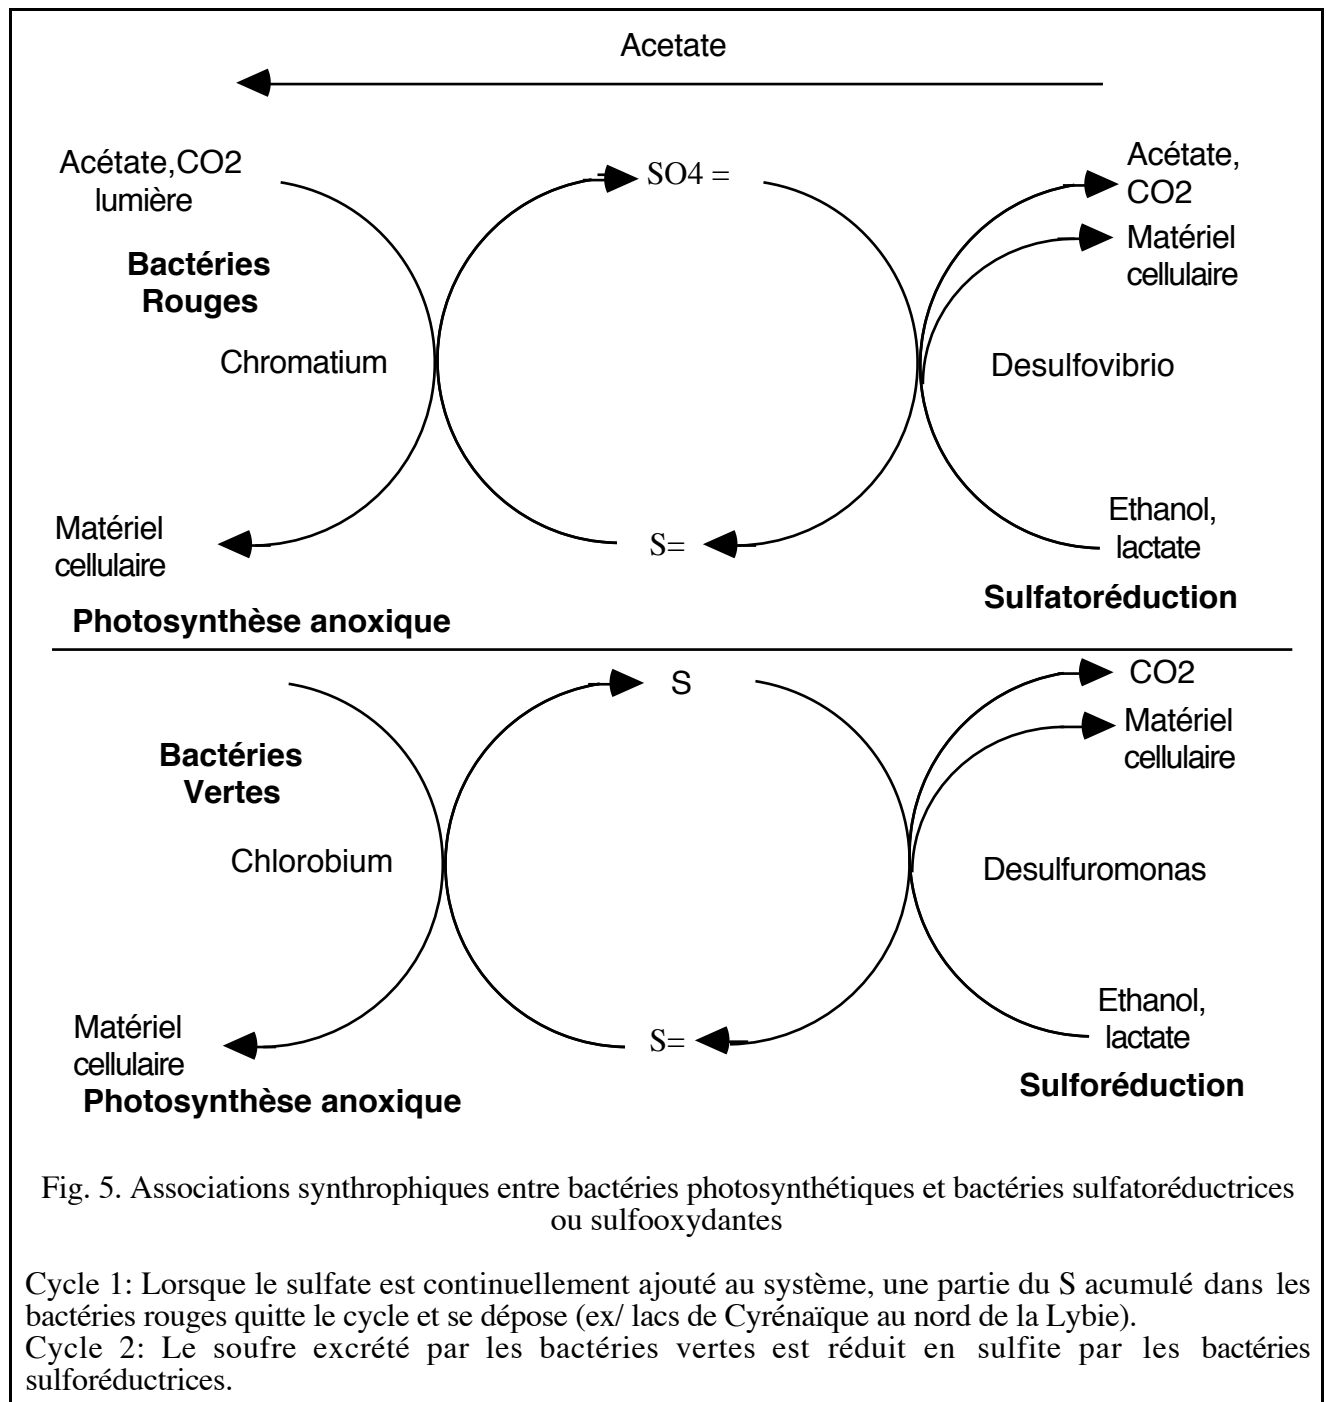 Acetate
Acétate,CO2
lumière
SO4 =
Acétate,
CO2
Matériel
cellulaire
Bactéries
Rouges
Chromatium
Desulfovibrio
Matériel
cellulaire
S=
Ethanol,
lactate
Photosynthèse anoxique
Sulfatoréduction
S
CO2
Matériel
cellulaire
Bactéries
Vertes
Chlorobium
Desulfuromonas
Matériel
cellulaire
S=
Ethanol,
lactate
Photosynthèse anoxique
Sulforéduction
Fig. 5. Associations synthrophiques entre bactéries photosynthétiques et bactéries sulfatoréductrices
ou sulfooxydantes
Cycle 1: Lorsque le sulfate est continuellement ajouté au système, une partie du S acumulé dans les
bactéries rouges quitte le cycle et se dépose (ex/ lacs de Cyrénaïque au nord de la Lybie).
Cycle 2: Le soufre excrété par les bactéries vertes est réduit en sulfite par les bactéries
sulforéductrices.